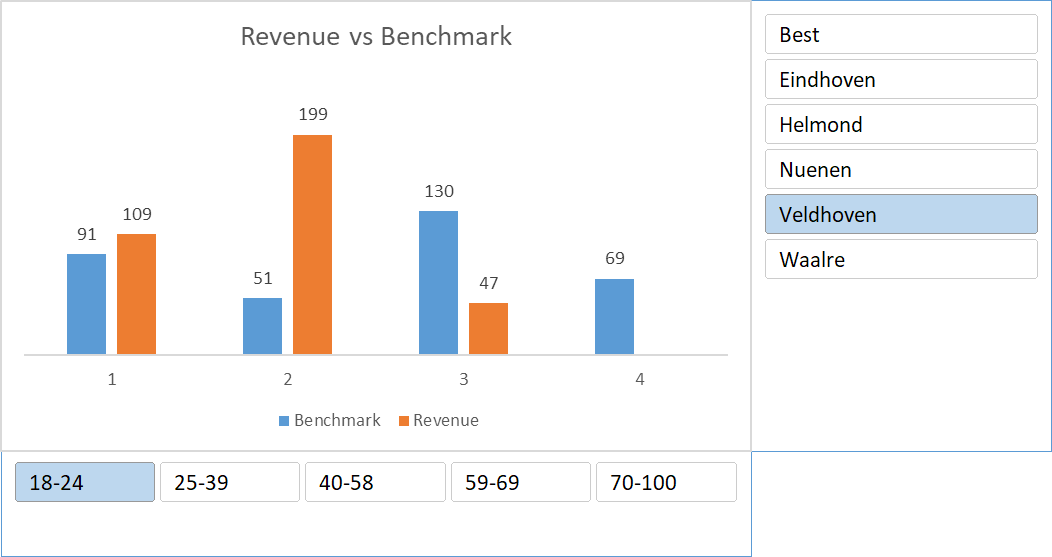 Revenue vs Benchmark
199
130
109
91
51
69
47
1 2 3 4
Benchmark Revenue
Best
Eindhoven
Helmond
Nuenen
Veldhoven
Waalre
18-24 25-39 40-58 59-69 70-100